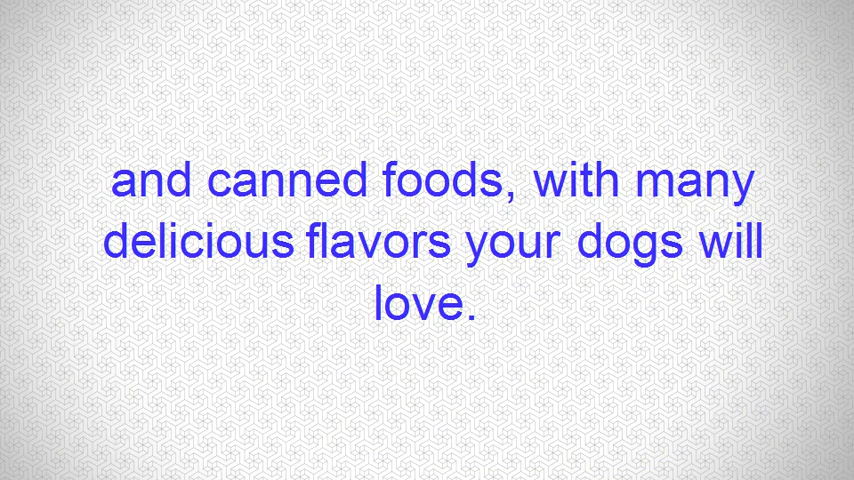 and canned foods, with many
delicious flavors your dogs will
love.